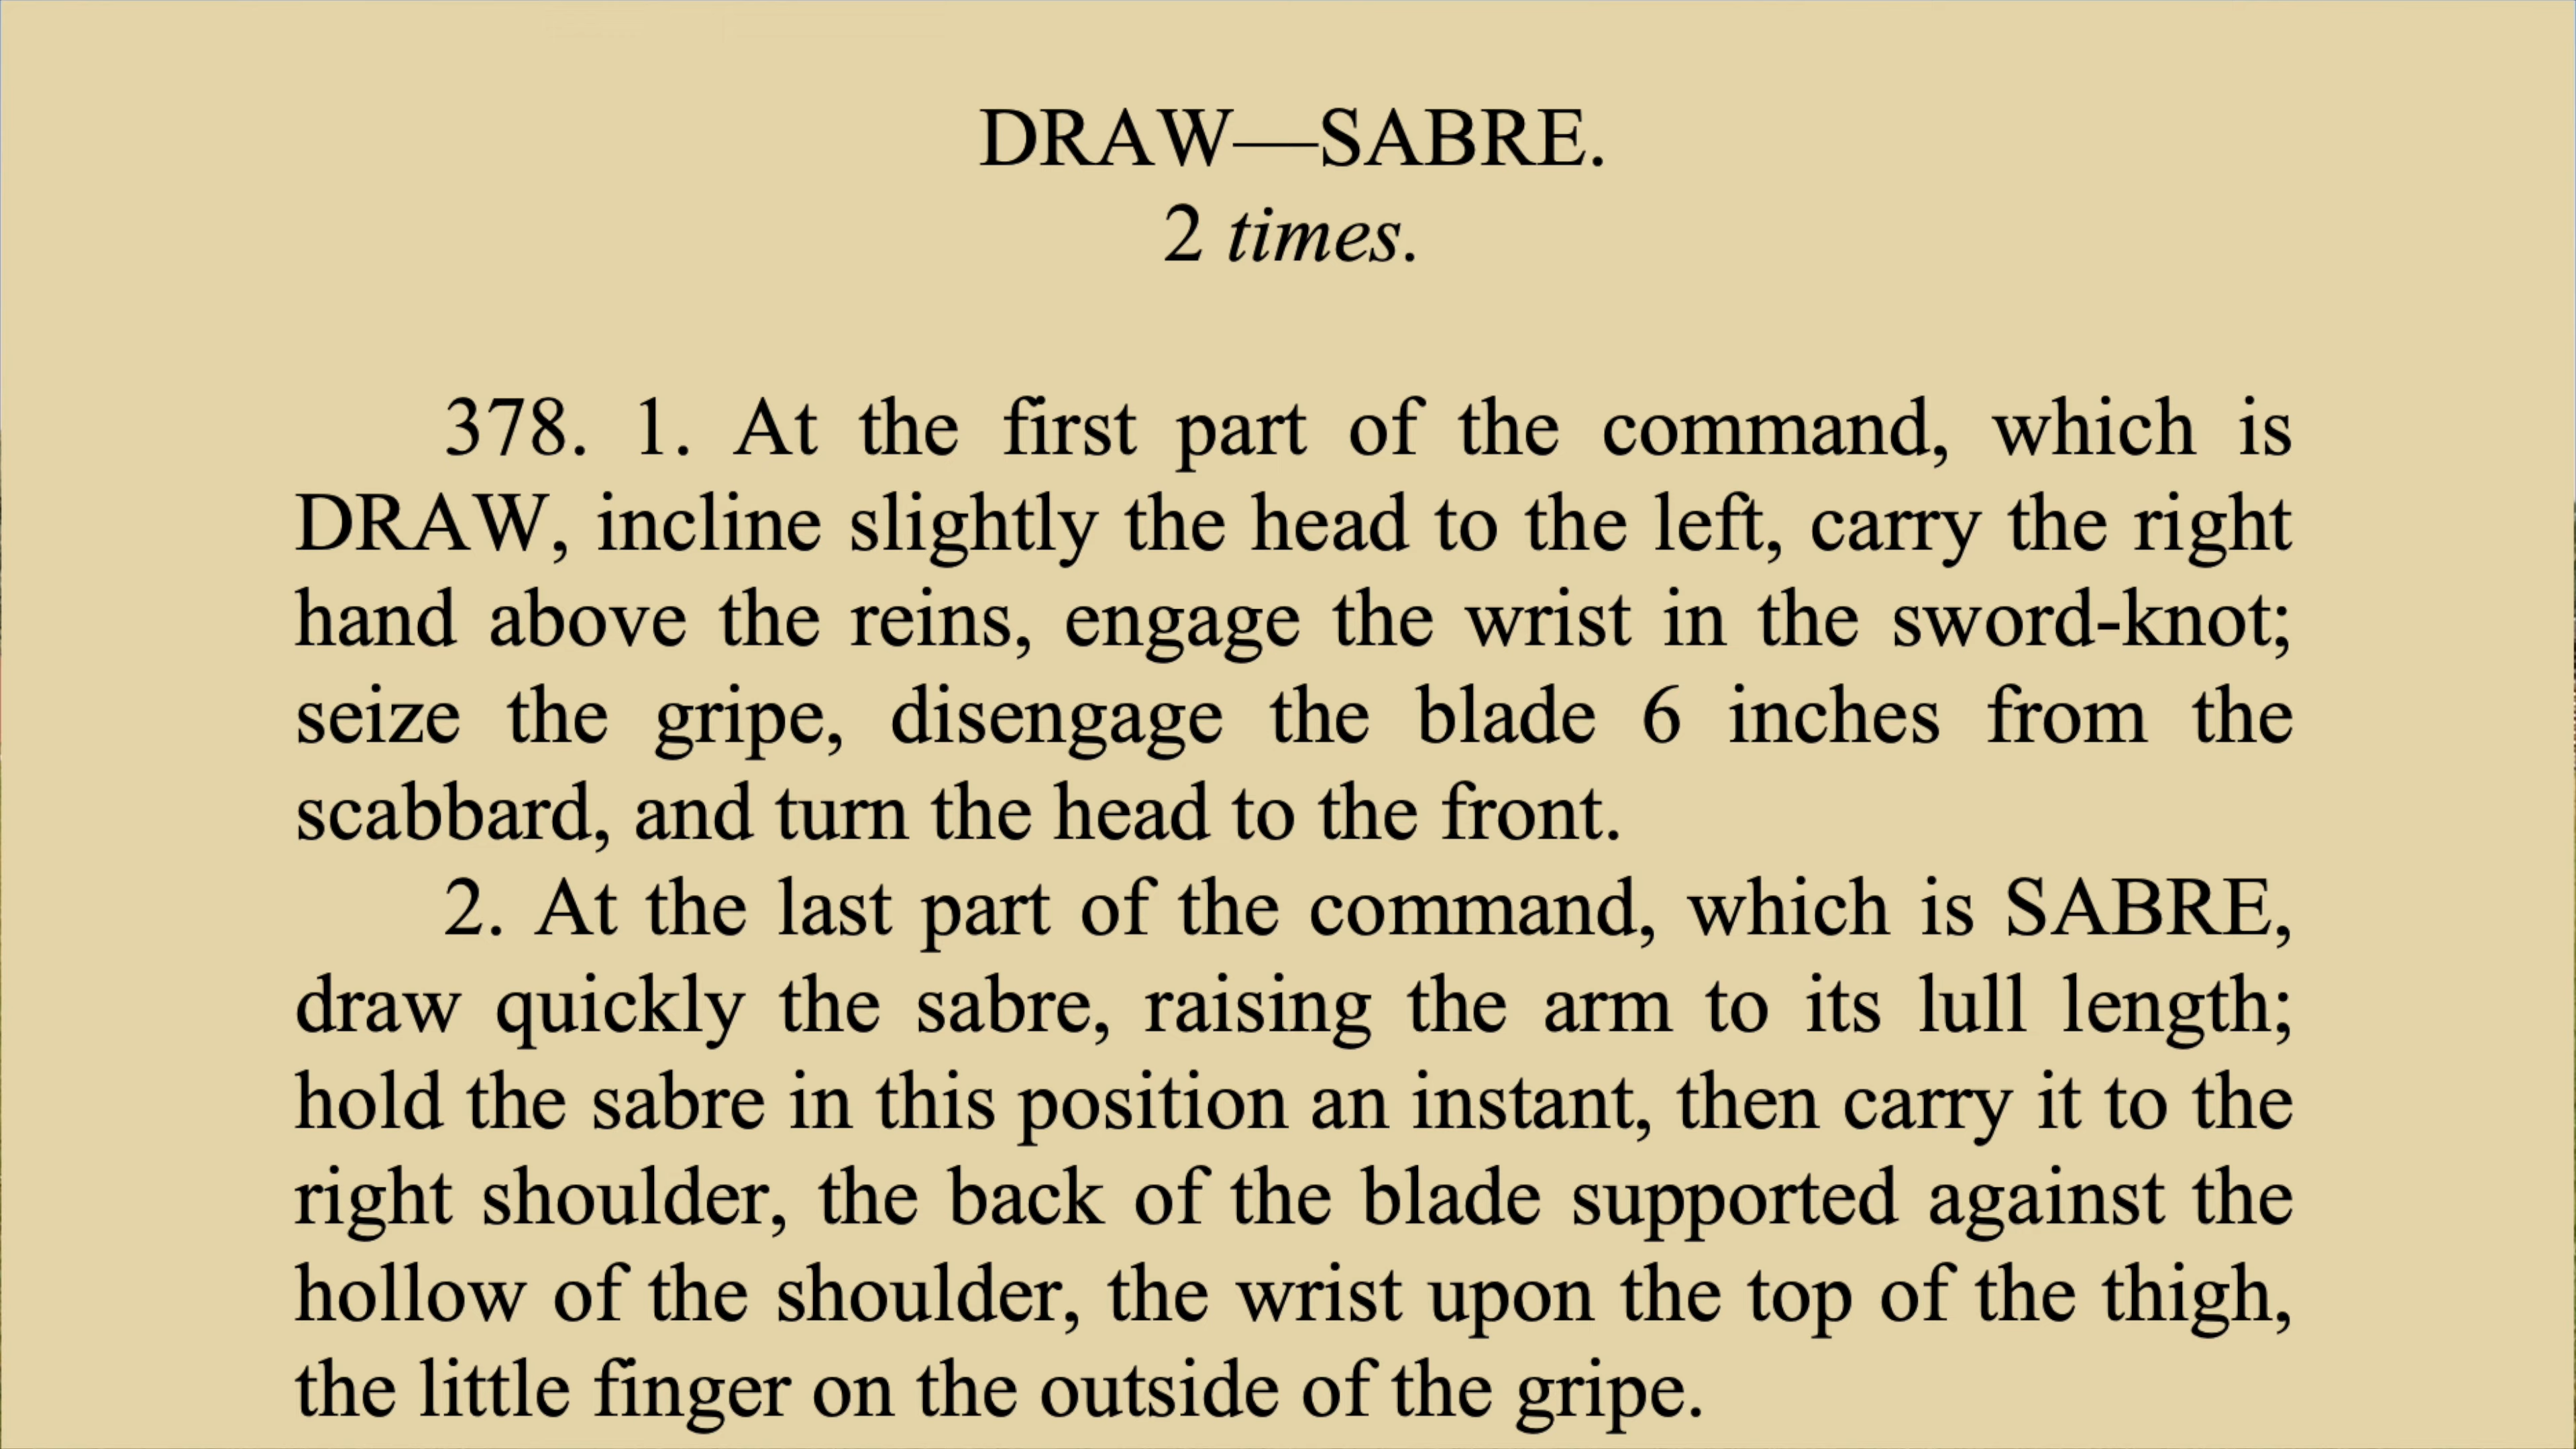 DRAW—SABRE.
2 times.
378. 1. At the first part of the command, which is
DRAW, incline slightly the head to the left, carry the right
hand above the reins, engage the wrist in the sword-knot;
seize the gripe, disengage the blade 6 inches from the
scabbard, and turn the head to the front.
2. At the last part of the command, which is SABRE,
draw quickly the sabre, raising the arm to its lull length;
hold the sabre in this position an instant, then carry it to the
right shoulder, the back of the blade supported against the
hollow of the shoulder, the wrist upon the top of the thigh,
the little finger on the outside of the gripe.